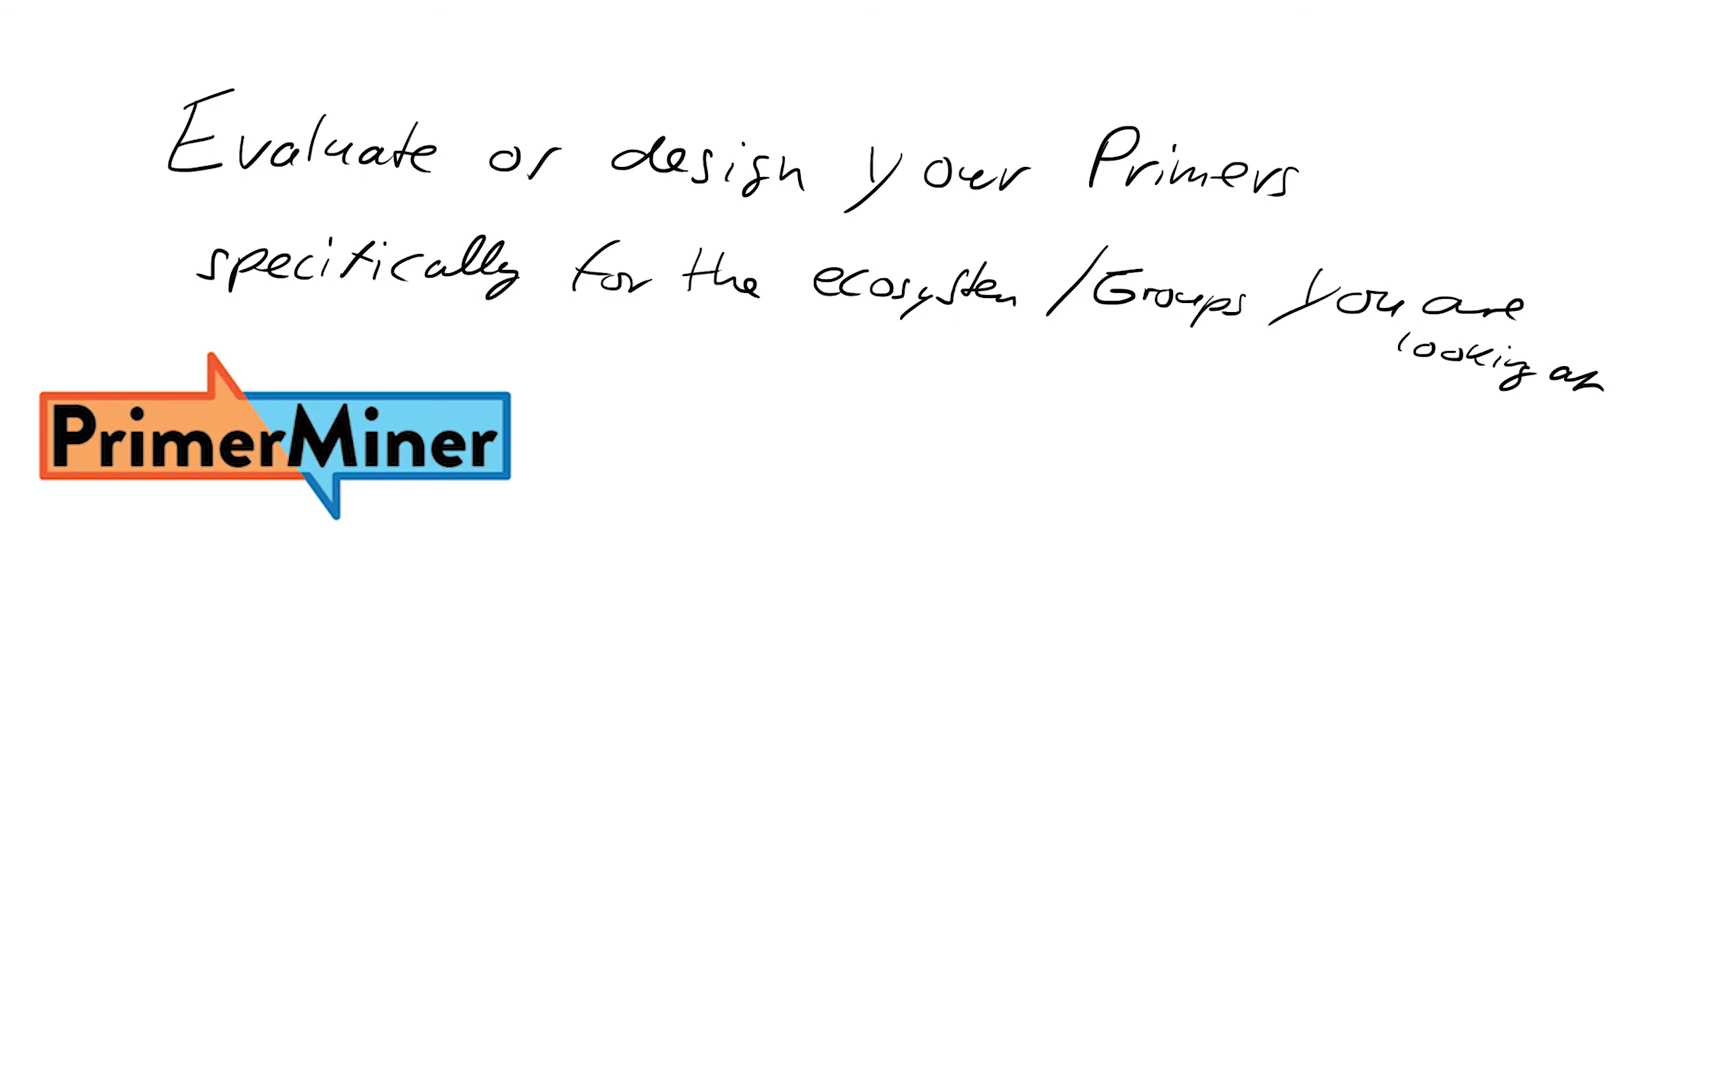 Evaluate or design your Primers
specifically for the ecosystem /Groups you are
looking at
PrimerMiner